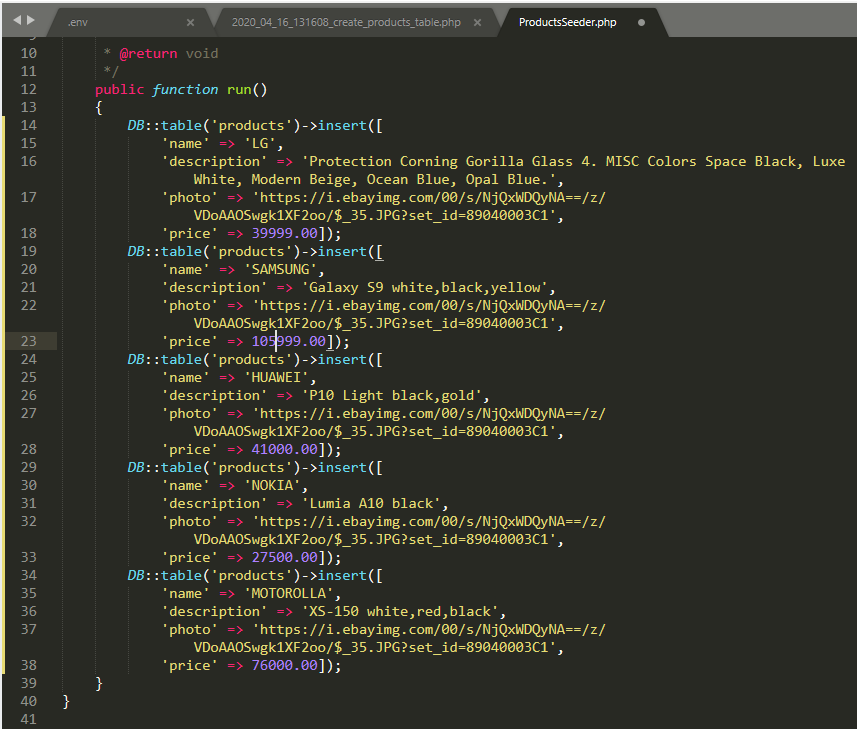 .env × 2020_04_16_131608_create_products_table.php × ProductsSeeder.php
10 * @return void
11 */
12 public function run()
13 {
14 DB::table('products')->insert([
15 'name' => 'LG',
16 'description' => 'Protection Corning Gorilla Glass 4. MISC Colors Space Black, Luxe
White, Modern Beige, Ocean Blue, Opal Blue.',
17 'photo' => 'https://i.ebayimg.com/00/s/NjQxWDQyNA==/z/
VDoAAOSwgk1XF2oo/$_35.JPG?set_id=89040003C1',
18 'price' => 39999.00]);
19 DB::table('products')->insert([
20 'name' => 'SAMSUNG',
21 'description' => 'Galaxy S9 white,black,yellow',
22 'photo' => 'https://i.ebayimg.com/00/s/NjQxWDQyNA==/z/
VDoAAOSwgk1XF2oo/$_35.JPG?set_id=89040003C1',
23 'price' => 105999.00]);
24 DB::table('products')->insert([
25 'name' => 'HUAWEI',
26 'description' => 'P10 Light black,gold',
27 'photo' => 'https://i.ebayimg.com/00/s/NjQxWDQyNA==/z/
VDoAAOSwgk1XF2oo/$_35.JPG?set_id=89040003C1',
28 'price' => 41000.00]);
29 DB::table('products')->insert([
30 'name' => 'NOKIA',
31 'description' => 'Lumia A10 black',
32 'photo' => 'https://i.ebayimg.com/00/s/NjQxWDQyNA==/z/
VDoAAOSwgk1XF2oo/$_35.JPG?set_id=89040003C1',
33 'price' => 27500.00]);
34 DB::table('products')->insert([
35 'name' => 'MOTOROLLA',
36 'description' => 'XS-150 white,red,black',
37 'photo' => 'https://i.ebayimg.com/00/s/NjQxWDQyNA==/z/
VDoAAOSwgk1XF2oo/$_35.JPG?set_id=89040003C1',
38 'price' => 76000.00]);
39 }
40 }
41